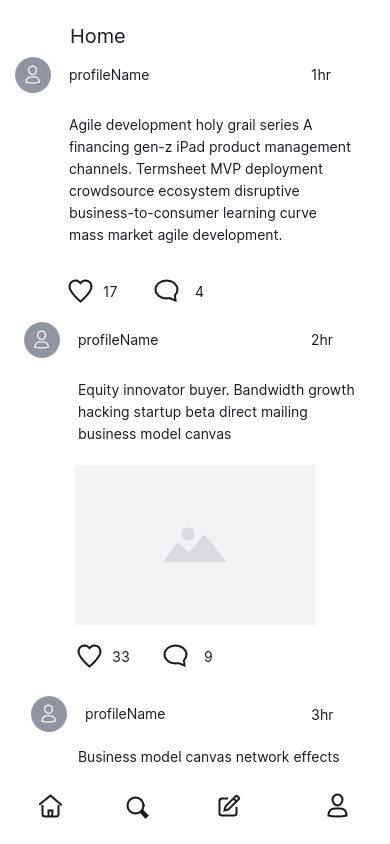 Home
profileName 1hr
Agile development holy grail series A
financing gen-z iPad product management
channels. Termsheet MVP deployment
crowdsource ecosystem disruptive
business-to-consumer learning curve
mass market agile development.
17 4
profileName 2hr
Equity innovator buyer. Bandwidth growth
hacking startup beta direct mailing
business model canvas
33 9
profileName 3hr
Business model canvas network effects